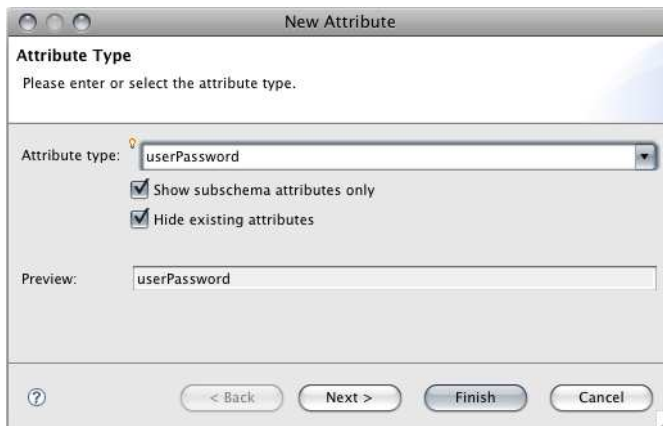 New Attribute
Attribute Type
Please enter or select the attribute type.
Attribute type: userPassword
Show subschema attributes only
Hide existing attributes
Preview: userPassword
? < Back Next > Finish Cancel